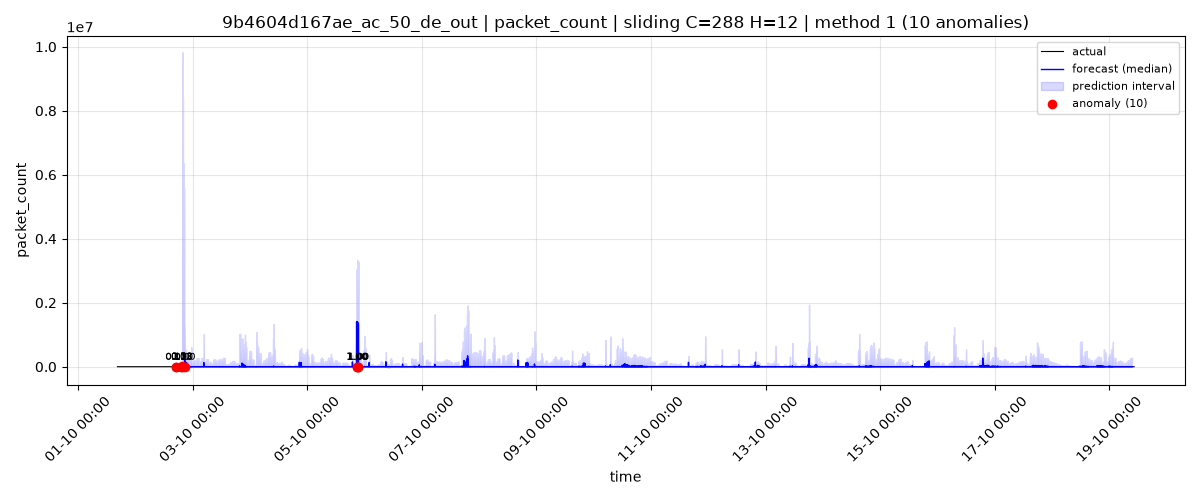 9b4604d167ae_ac_50_de_out | packet_count | sliding C=288 H=12 | method 1 (10 anomalies)
1e7
1.0
0.8
0.6
0.4
0.2
0.0
packet_count
actual
forecast (median)
prediction interval
anomaly (10)
01-10 00:00
03-10 00:00
05-10 00:00
07-10 00:00
09-10 00:00
11-10 00:00
13-10 00:00
15-10 00:00
17-10 00:00
19-10 00:00
time